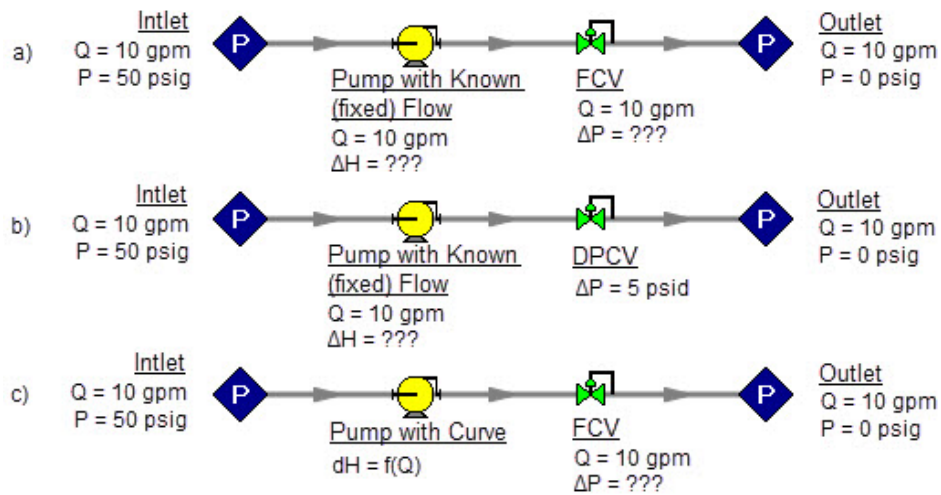 a)
Intlet
Q = 10 gpm
P = 50 psig
P
Pump with Known
(fixed) Flow
Q = 10 gpm
ΔH = ???
FCV
Q = 10 gpm
ΔP = ???
P
Outlet
Q = 10 gpm
P = 0 psig
b)
Intlet
Q = 10 gpm
P = 50 psig
P
Pump with Known
(fixed) Flow
Q = 10 gpm
ΔH = ???
DPCV
ΔP = 5 psid
P
Outlet
Q = 10 gpm
P = 0 psig
c)
Intlet
Q = 10 gpm
P = 50 psig
P
Pump with Curve
dH = f(Q)
FCV
Q = 10 gpm
ΔP = ???
P
Outlet
Q = 10 gpm
P = 0 psig